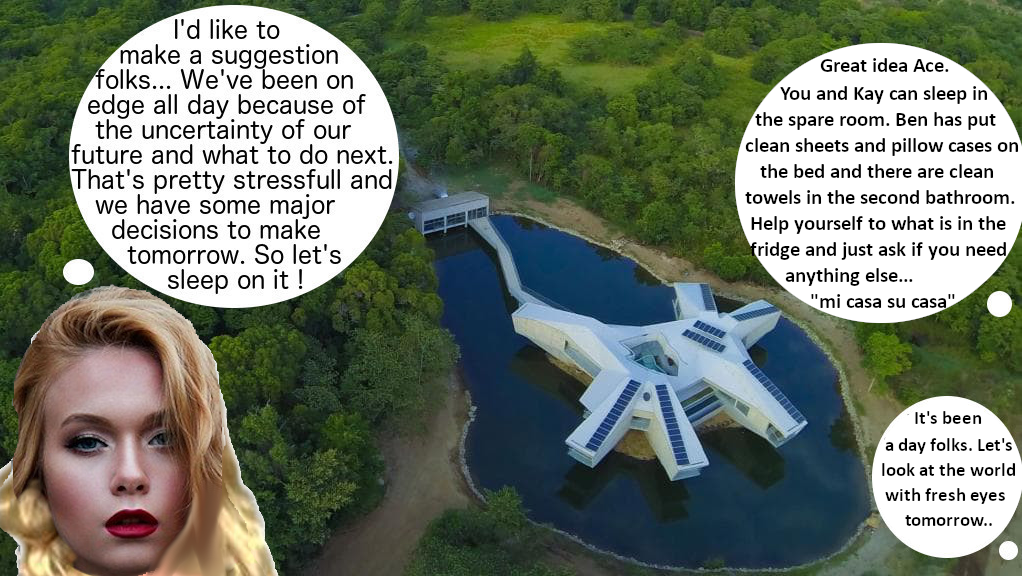 I'd like to
make a suggestion
folks... We've been on
edge all day because of
the uncertainty of our
future and what to do next.
That's pretty stressfull and
we have some major
decisions to make
tomorrow. So let's
sleep on it !
Great idea Ace.
You and Kay can sleep in
the spare room. Ben has put
clean sheets and pillow cases on
the bed and there are clean
towels in the second bathroom.
Help yourself to what is in the
fridge and just ask if you need
anything else...
"mi casa su casa"
It's been
a day folks. Let's
look at the world
with fresh eyes
tomorrow..